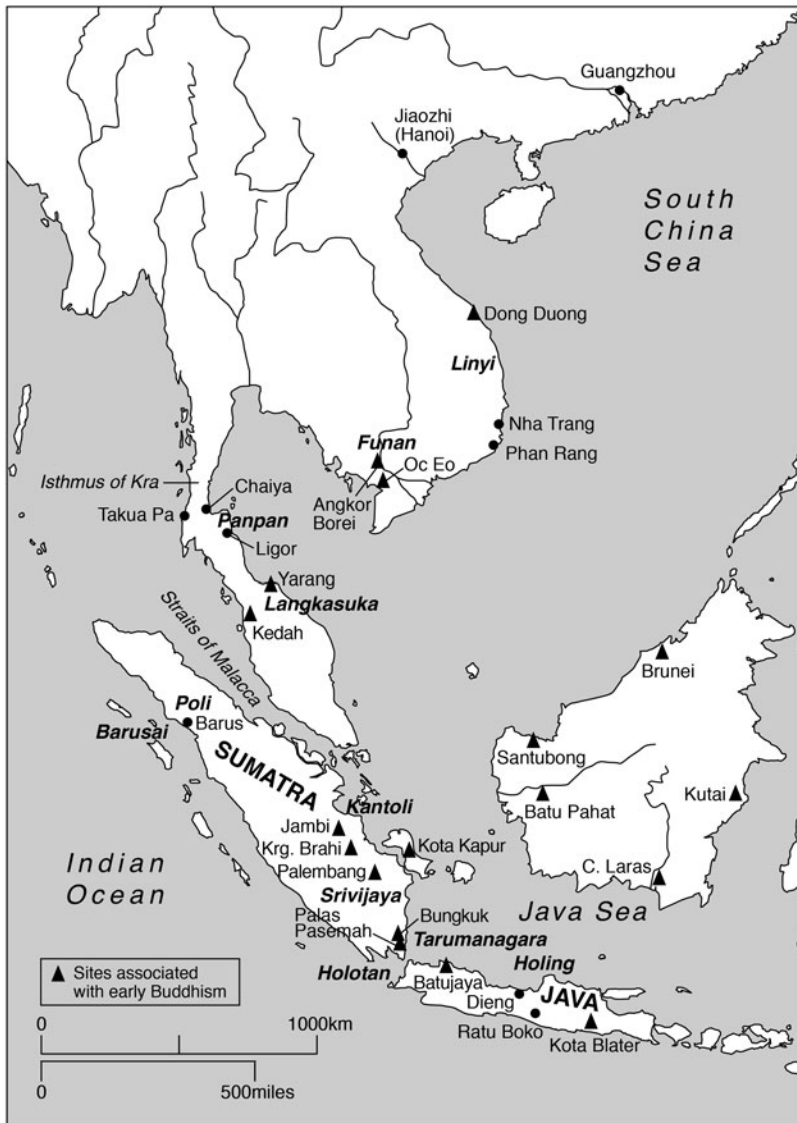 Guangzhou
Jiaozhi
(Hanoi)
South
China
Sea
Dong Duong
Linyi
Nha Trang
Phan Rang
Funan
Oc Eo
Angkor
Borei
Isthmus of Kra
Chaiya
Takua Pa
Panpan
Ligor
Yarang
Langkasuka
Kedah
Straits of Malacca
Brunei
Poli
Barus
Barusai
SUMATRA
Santubong
Kantoli
Batu Pahat
Kutai
Jambi
Krg. Brahi
Kota Kapur
Palembang
C. Laras
Indian
Ocean
Srivijaya
Java Sea
Palas
Pasemah
Bungkuk
Tarumanagara
Holotan
Batujaya
Holing
Dieng
JAVA
Ratu Boko
Kota Blater
Sites associated
with early Buddhism
0 1000km
0 500miles